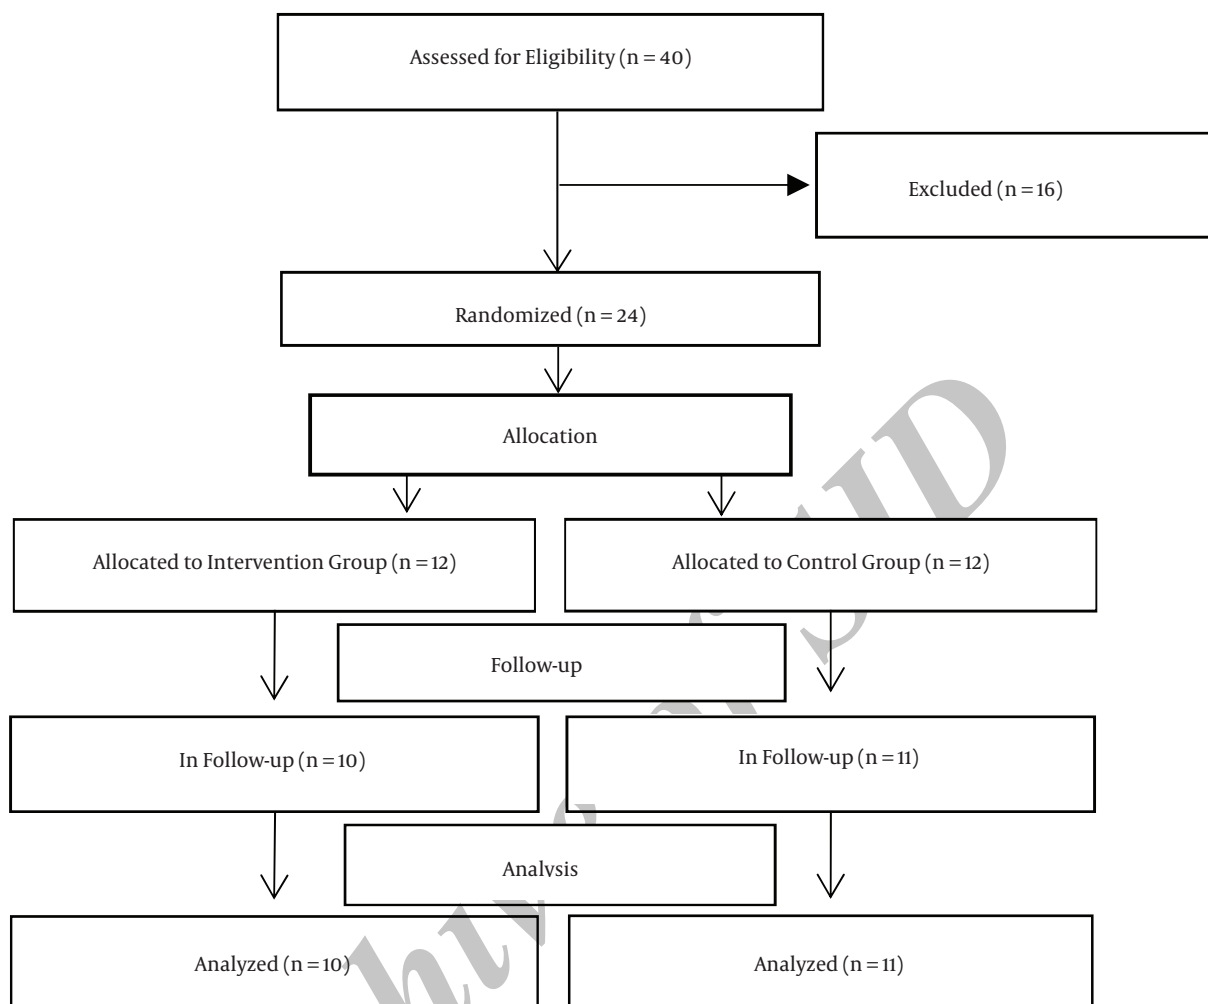 Assessed for Eligibility (n = 40)
Excluded (n = 16)
Randomized (n = 24)
Allocation
Allocated to Intervention Group (n = 12)
Allocated to Control Group (n = 12)
Follow-up
In Follow-up (n = 10)
In Follow-up (n = 11)
Analysis
Analyzed (n = 10)
Analyzed (n = 11)